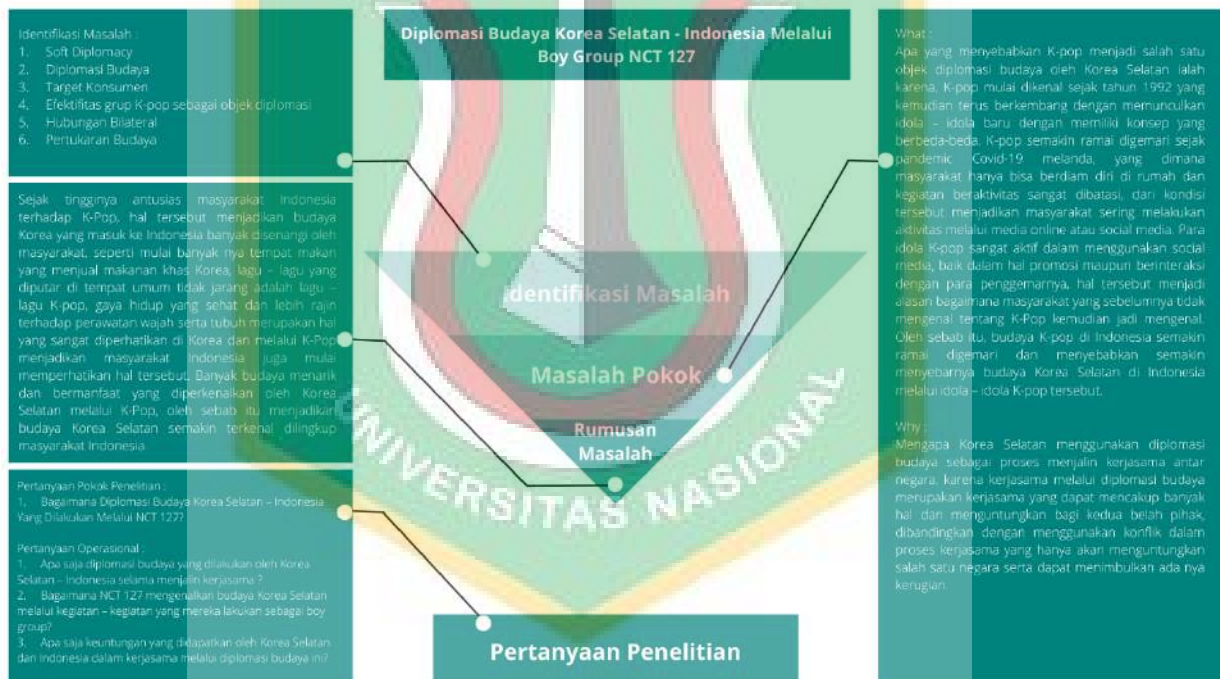 Diplomasi Budaya Korea Selatan - Indonesia Melalui
Boy Group NCT 127
Identifikasi Masalah :
1. Soft Diplomacy
2. Diplomasi Budaya
3. Target Konsumen
4. Efektifitas grup K-pop sebagai objek diplomasi
5. Hubungan Bilateral
6. Pertukaran Budaya
Sejak tingginya antusias masyarakat Indonesia
terhadap K-Pop, hal tersebut menjadikan budaya
Korea yang masuk ke Indonesia banyak disenangi oleh
masyarakat, seperti mulai banyak nya tempat makan
yang menjual makanan khas Korea, lagu – lagu yang
diputar di tempat umum tidak jarang adalah lagu –
lagu K-pop, gaya hidup yang sehat dan lebih rajin
terhadap perawatan wajah serta tubuh merupakan hal
yang sangat diperhatikan di Korea dan melalui K-Pop
menjadikan masyarakat Indonesia juga mulai
memperhatikan hal tersebut. Banyak budaya menarik
dan bermanfaat yang diperkenalkan oleh Korea
Selatan melalui K-Pop, oleh sebab itu menjadikan
budaya Korea Selatan semakin terkenal dilingkup
masyarakat Indonesia
Pertanyaan Pokok Penelitian :
1. Bagaimana Diplomasi Budaya Korea Selatan – Indonesia
Yang Dilakukan Melalui NCT 127?
Pertanyaan Operasional :
1. Apa saja diplomasi budaya yang dilakukan oleh Korea
Selatan – Indonesia selama menjalin kerjasama ?
2. Bagaimana NCT 127 mengenalkan budaya Korea Selatan
melalui kegiatan – kegiatan yang mereka lakukan sebagai boy
group?
3. Apa saja keuntungan yang didapatkan oleh Korea Selatan
dan Indonesia dalam kerjasama melalui diplomasi budaya ini?
Identifikasi Masalah
Masalah Pokok
Rumusan
Masalah
UNIVERSITAS NASIONAL
Pertanyaan Penelitian
What :
Apa yang menyebabkan K-pop menjadi salah satu
objek diplomasi budaya oleh Korea Selatan ialah
karena, K-pop mulai dikenal sejak tahun 1992 yang
kemudian terus berkembang dengan memunculkan
idola – idola baru dengan memiliki konsep yang
berbeda-beda. K-pop semakin ramai digemari sejak
pandemic Covid-19 melanda, yang dimana
masyarakat hanya bisa berdiam diri di rumah dan
kegiatan beraktivitas sangat dibatasi, dari kondisi
tersebut menjadikan masyarakat sering melakukan
aktivitas melalui media online atau social media. Para
idola K-pop sangat aktif dalam menggunakan social
media, baik dalam hal promosi maupun berinteraksi
dengan para penggemarnya, hal tersebut menjadi
alasan bagaimana masyarakat yang sebelumnya tidak
mengenal tentang K-Pop kemudian jadi mengenal.
Oleh sebab itu, budaya K-pop di Indonesia semakin
ramai digemari dan menyebabkan semakin
menyebarnya budaya Korea Selatan di Indonesia
melalui idola – idola K-pop tersebut.
Why :
Mengapa Korea Selatan menggunakan diplomasi
budaya sebagai proses menjalin kerjasama antar
negara, karena kerjasama melalui diplomasi budaya
merupakan kerjasama yang dapat mencakup banyak
hal dan menguntungkan bagi kedua belah pihak,
dibandingkan dengan menggunakan konflik dalam
proses kerjasama yang hanya akan menguntungkan
salah satu negara serta dapat menimbulkan ada nya
kerugian.